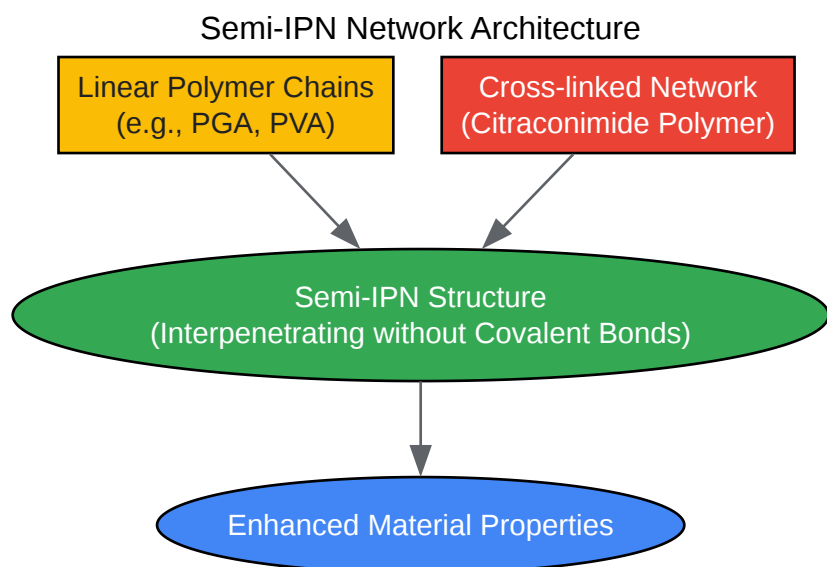 Semi-IPN Network Architecture
Linear Polymer Chains
(e.g., PGA, PVA)
Cross-linked Network
(Citraconimide Polymer)
Semi-IPN Structure
(Interpenetrating without Covalent Bonds)
Enhanced Material Properties